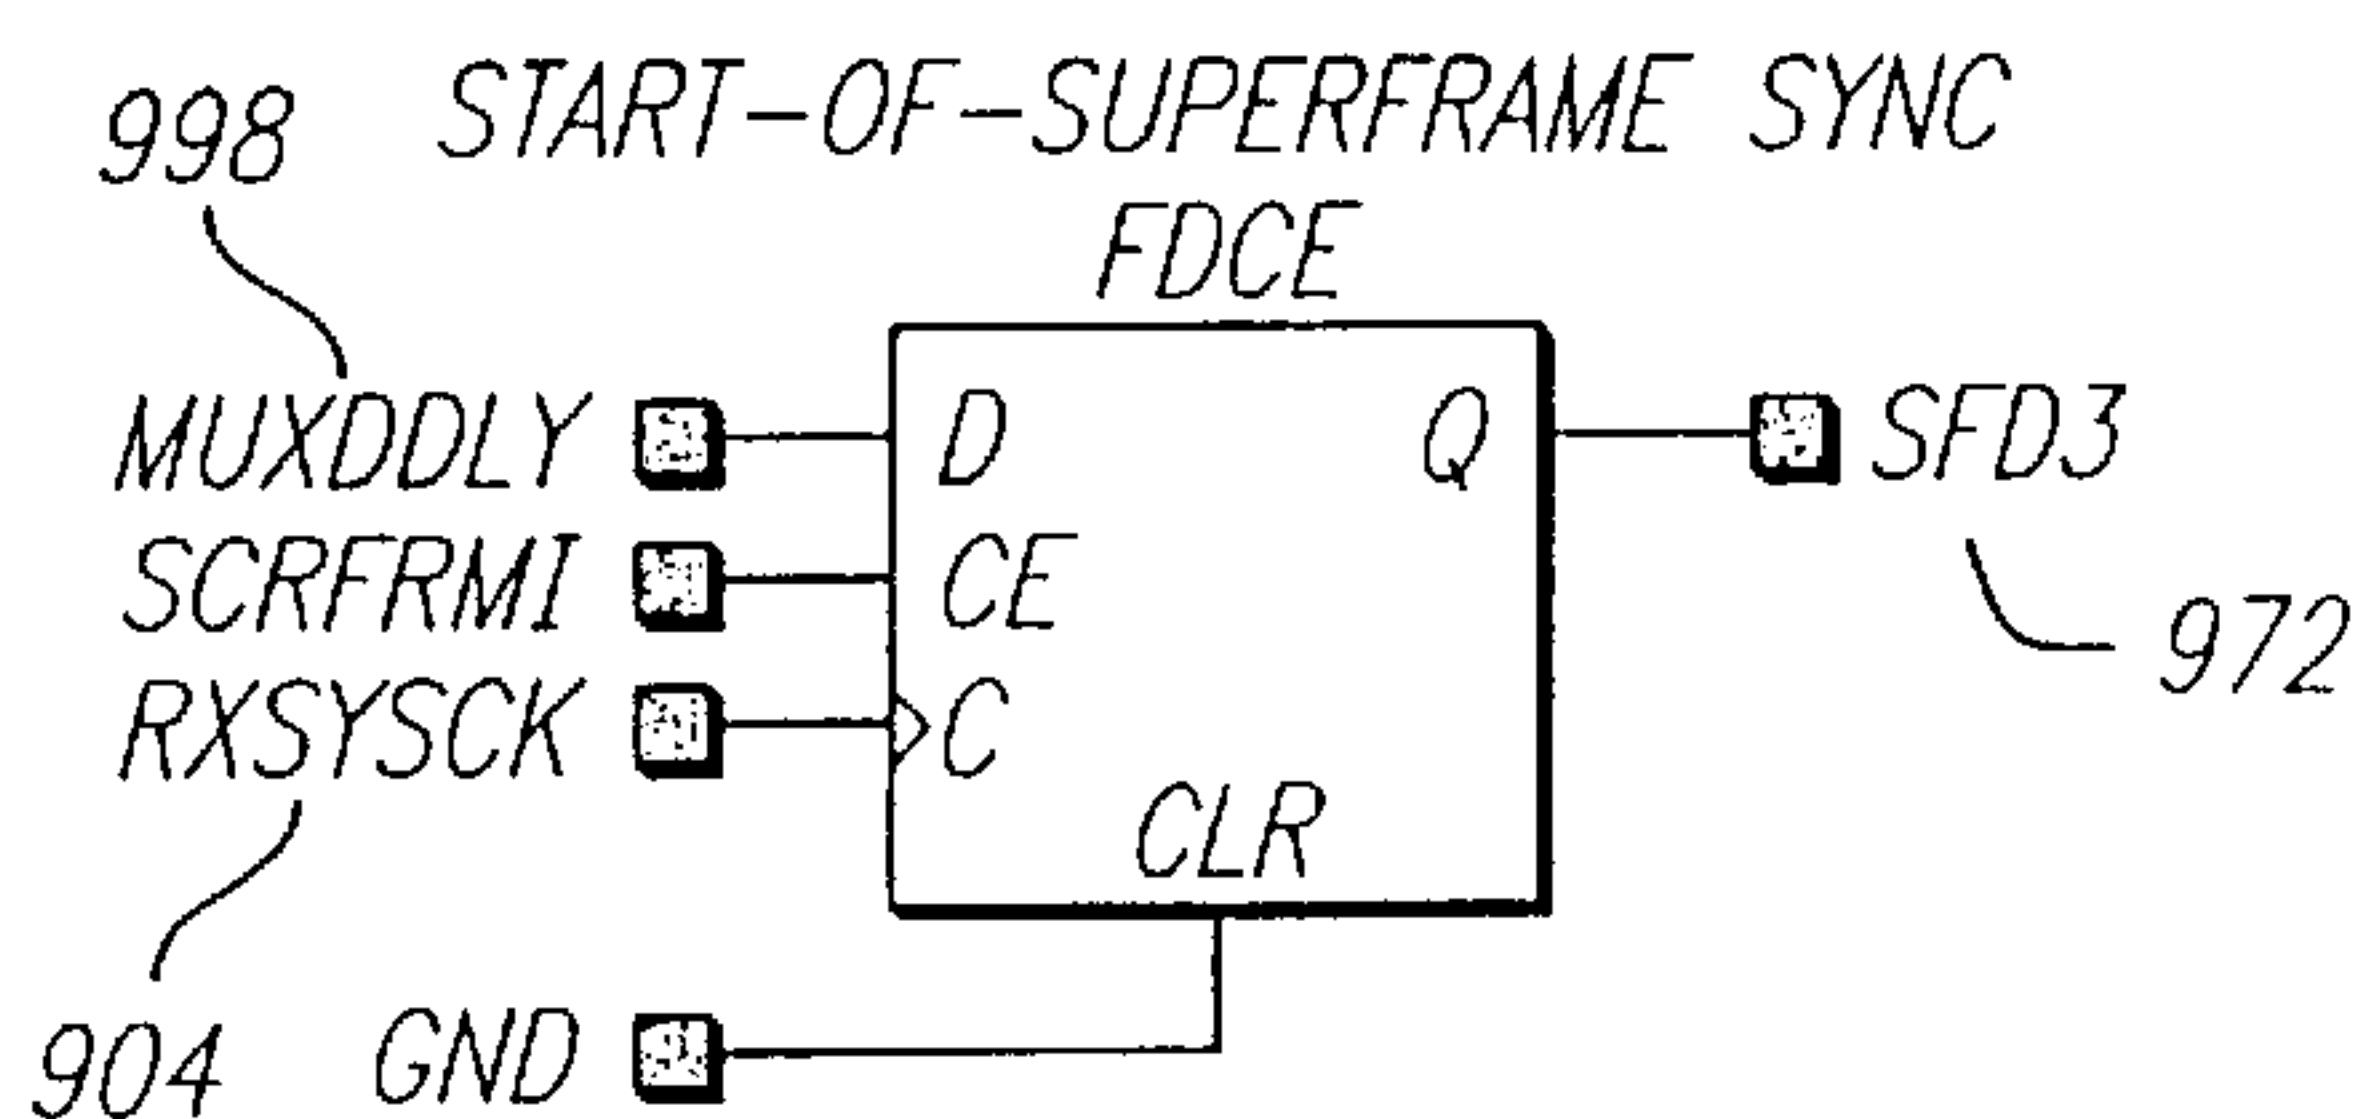 998
START-OF-SUPERFRAME SYNC
FDCE
MUXDDLY
D
Q
SFD3
SCRFRMI
CE
RXSYSCK
C
972
CLR
904
GND